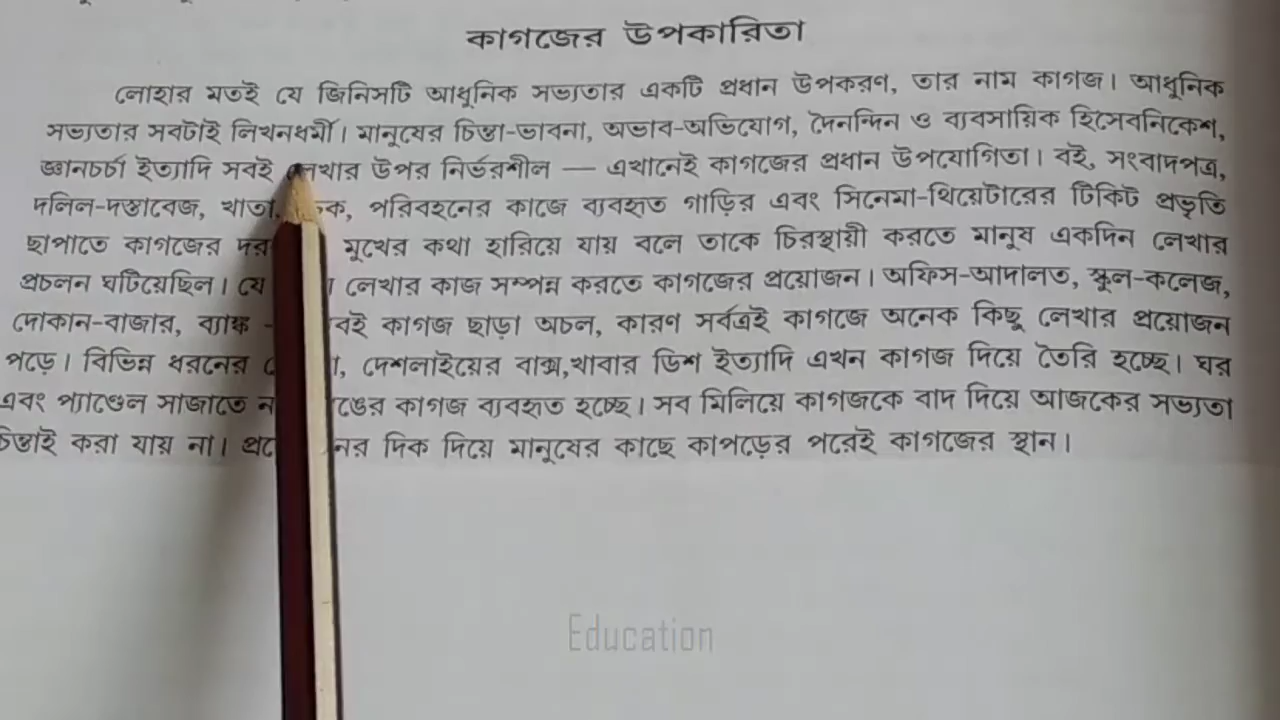 কাগজের উপকারিতা
লোহার মতই যে জিনিসটি আধুনিক সভ্যতার একটি প্রধান উপকরণ, তার নাম কাগজ। আধুনিক
সভ্যতার সবটাই লিখনধর্মী। মানুষের চিন্তা-ভাবনা, অভাব-অভিযোগ, দৈনন্দিন ও ব্যবসায়িক হিসেবনিকেশ,
জ্ঞানচর্চা ইত্যাদি সবই লেখার উপর নির্ভরশীল — এখানেই কাগজের প্রধান উপযোগিতা। বই, সংবাদপত্র,
দলিল-দস্তাবেজ, খাতা, পরিবহনের কাজে ব্যবহৃত গাড়ির এবং সিনেমা-থিয়েটারের টিকিট প্রভৃতি
ছাপাতে কাগজের মুখের কথা হারিয়ে যায় বলে তাকে চিরস্থায়ী করতে মানুষ একদিন লেখার
প্রচলন ঘটিয়েছিল। যে লেখার কাজ সম্পন্ন করতে কাগজের প্রয়োজন। অফিস-আদালত, স্কুল-কলেজ,
দোকান-বাজার, ব্যাঙ্ক - কাগজ ছাড়া অচল, কারণ সর্বত্রই কাগজে অনেক কিছু লেখার প্রয়োজন
পড়ে। বিভিন্ন ধরনের দেশলাইয়ের বাক্স,খাবার ডিশ ইত্যাদি এখন কাগজ দিয়ে তৈরি হচ্ছে। ঘর
এবং প্যাণ্ডেল সাজাতে কাগজ ব্যবহৃত হচ্ছে। সব মিলিয়ে কাগজকে বাদ দিয়ে আজকের সভ্যতা
চিন্তাই করা যায় না। দিক দিয়ে মানুষের কাছে কাপড়ের পরেই কাগজের স্থান।
Education